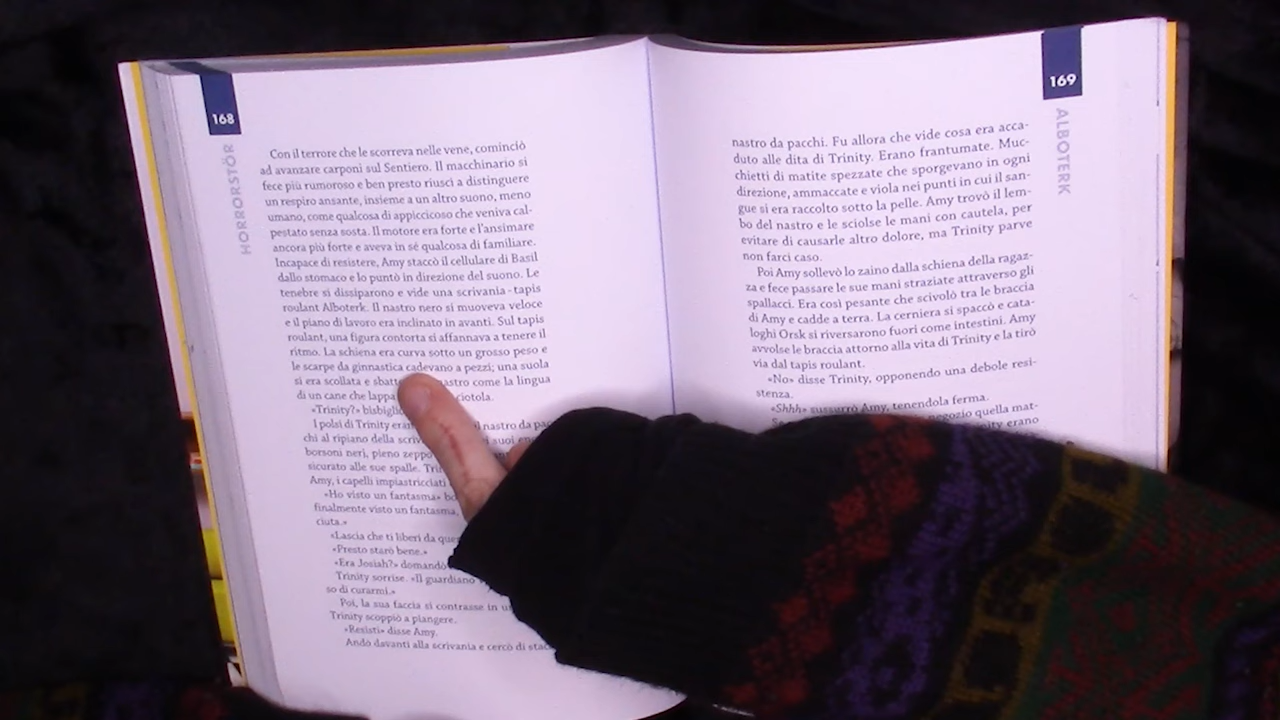 168
HORRORSTÖR
Con il terrore che le scorreva nelle vene, cominciò
ad avanzare carponi sul Sentiero. Il macchinario si
fece più rumoroso e ben presto riuscì a distinguere
un respiro ansante, insieme a un altro suono, meno
umano, come qualcosa di appiccicoso che veniva cal-
pestato senza sosta. Il motore era forte e l'ansimare
ancora più forte e aveva in sé qualcosa di familiare.
Incapace di resistere, Amy staccò il cellulare di Basil
dallo stomaco e lo puntò in direzione del suono. Le
tenebre si dissiparono e vide una scrivania-tapis
roulant Alboterk. Il nastro nero si muoveva veloce
e il piano di lavoro era inclinato in avanti. Sul tapis
roulant, una figura contorta si affannava a tenere il
ritmo. La schiena era curva sotto un grosso peso e
le scarpe da ginnastica cadevano a pezzi; una suola
si era scollata e sbatt nastro come la lingua
di un cane che lappa ciotola.
«Trinity?» bisbigliò
I polsi di Trinity eran l nastro da pac
chi al ripiano della scriv i suoi
borsoni neri, pieno zeppo
sicurato alle sue spalle. Tri
Amy, i capelli impiastricciati
«Ho visto un fantasma» bo
finalmente visto un fantasma,
ciuta.»
«Lascia che ti liberi da que
«Presto starò bene.»
«Era Josiah?» domandò
Trinity sorrise. «Il guardiano
so di curarmi.»
Poi, la sua faccia si contrasse in u
Trinity scoppiò a piangere.
«Resisti» disse Amy.
Andò davanti alla scrivania e cercò di stac
169
ALBOTERK
nastro da pacchi. Fu allora che vide cosa era acca-
duto alle dita di Trinity. Erano frantumate. Muc-
chietti di matite spezzate che sporgevano in ogni
direzione, ammaccate e viola nei punti in cui il san-
gue si era raccolto sotto la pelle. Amy trovò il lem-
bo del nastro e le sciolse le mani con cautela, per
evitare di causarle altro dolore, ma Trinity parve
non farci caso.
Poi Amy sollevò lo zaino dalla schiena della ragaz-
za e fece passare le sue mani straziate attraverso gli
spallacci. Era così pesante che scivolò tra le braccia
di Amy e cadde a terra. La cerniera si spaccò e cata-
loghi Orsk si riversarono fuori come intestini. Amy
avvolse le braccia attorno alla vita di Trinity e la tirò
via dal tapis roulant.
«No» disse Trinity, opponendo una debole resi-
stenza.
«Shhh» sussurrò Amy, tenendola ferma.
negozio quella mat-
erano